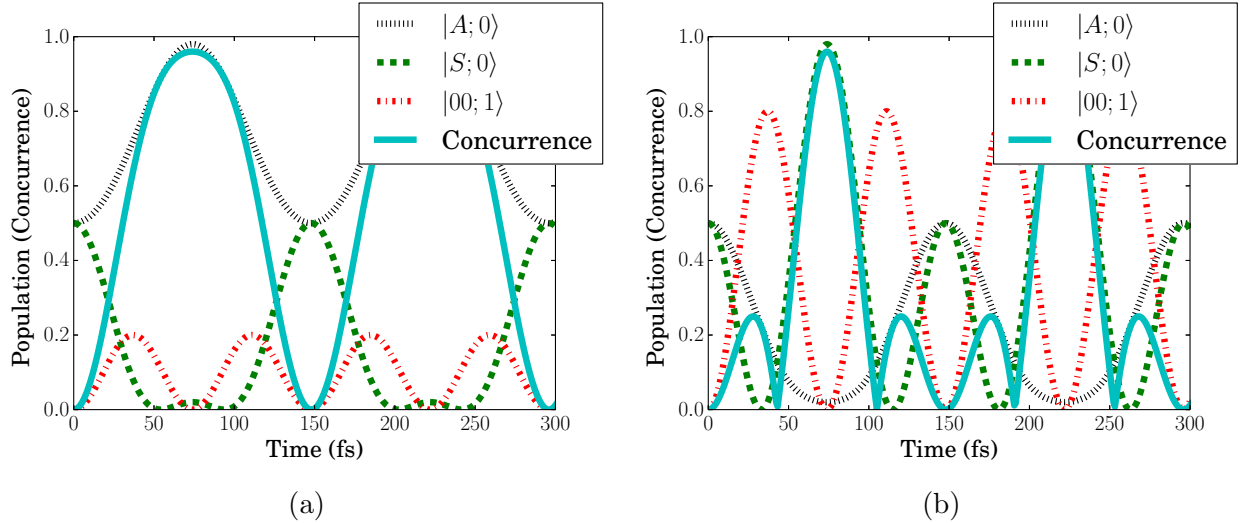 |A; 0⟩
|S; 0⟩
|00; 1⟩
Concurrence
Population (Concurrence)
1.0
0.8
0.6
0.4
0.2
0.0
0 50 100 150 200 250 300
Time (fs)
(a)
|A; 0⟩
|S; 0⟩
|00; 1⟩
Concurrence
Population (Concurrence)
1.0
0.8
0.6
0.4
0.2
0.0
0 50 100 150 200 250 300
Time (fs)
(b)